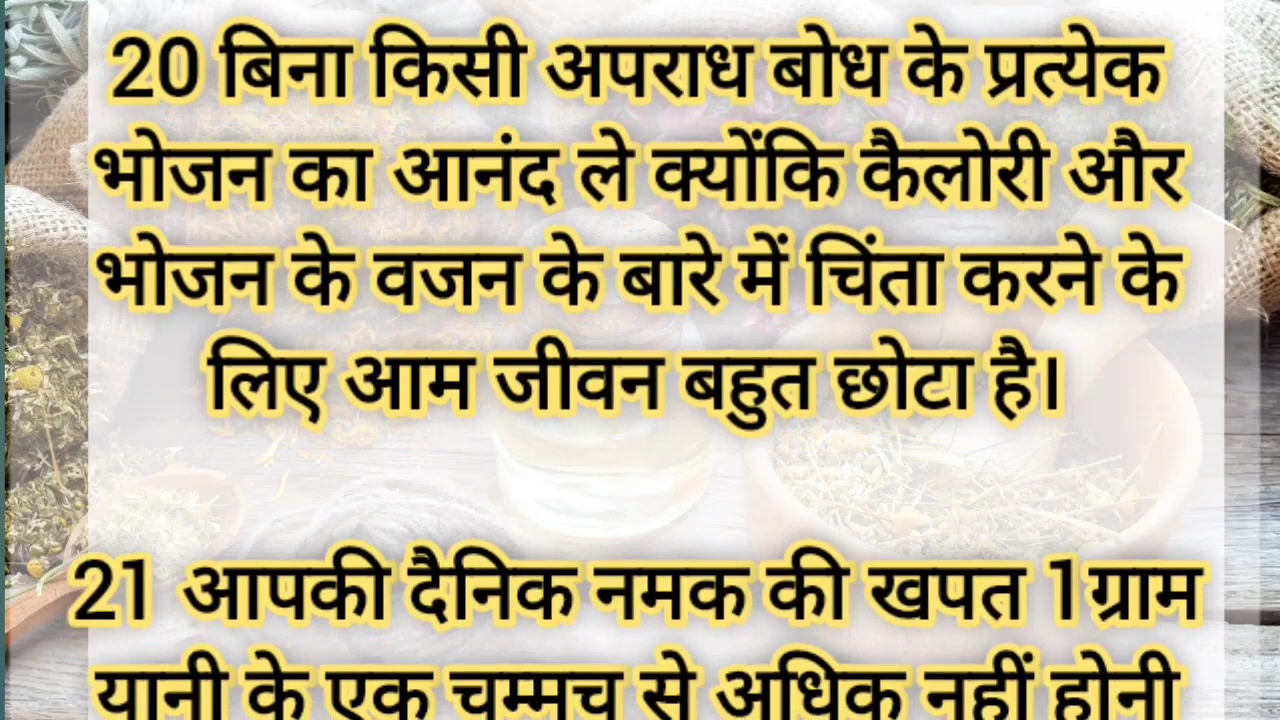 20 बिना किसी अपराध बोध के प्रत्येक
भोजन का आनंद ले क्योंकि कैलोरी और
भोजन के वजन के बारे में चिंता करने के
लिए आम जीवन बहुत छोटा है।
21 आपकी दैनिक नमक की खपत 1ग्राम
यानी के एक चम्मच से अधिक नहीं होनी